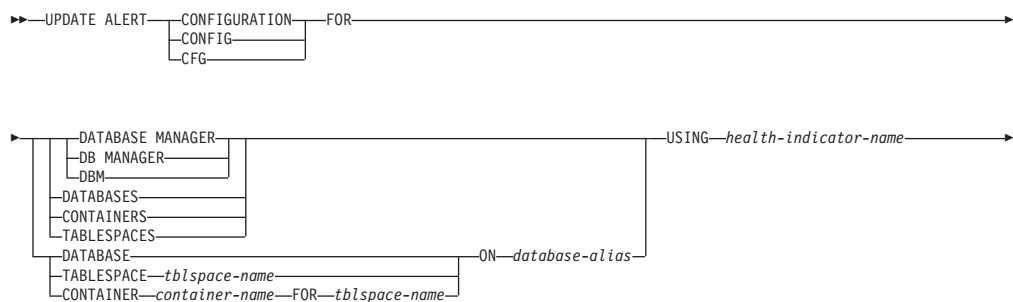 UPDATE ALERT CONFIGURATION FOR
CONFIG
CFG
DATABASE MANAGER USING health-indicator-name
DB MANAGER
DBM
DATABASES
CONTAINERS
TABLESPACES
DATABASE ON database-alias
TABLESPACE tblspace-name
CONTAINER container-name FOR tblspace-name